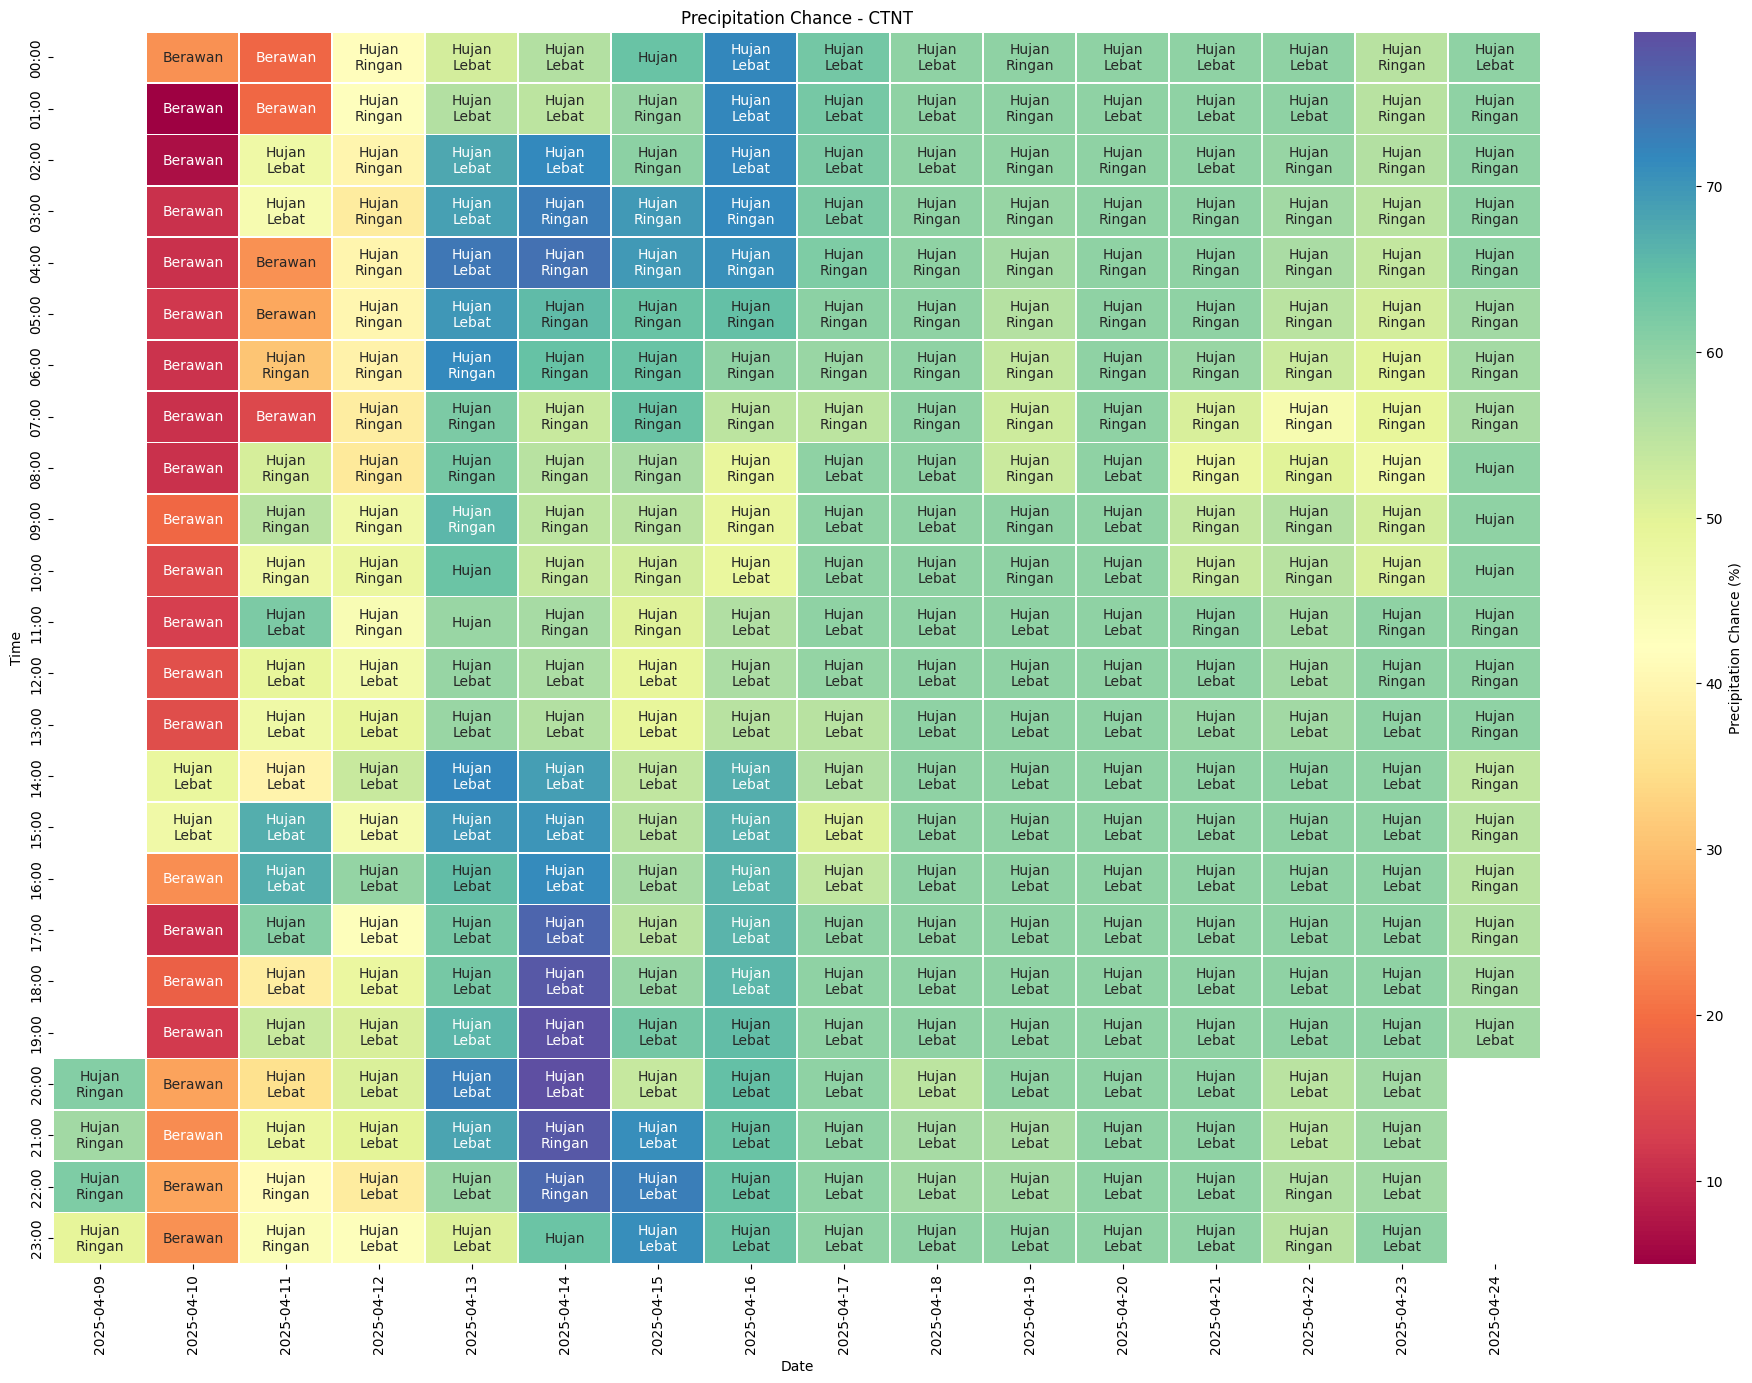 Precipitation Chance - CTNT
00:00 Berawan Berawan Hujan Ringan Hujan Lebat Hujan Lebat Hujan Hujan Lebat Hujan Lebat Hujan Lebat Hujan Ringan Hujan Lebat Hujan Lebat Hujan Lebat Hujan Ringan Hujan Lebat
01:00 Berawan Berawan Hujan Ringan Hujan Lebat Hujan Lebat Hujan Ringan Hujan Lebat Hujan Lebat Hujan Lebat Hujan Ringan Hujan Lebat Hujan Lebat Hujan Lebat Hujan Ringan Hujan Ringan
02:00 Berawan Hujan Lebat Hujan Ringan Hujan Lebat Hujan Lebat Hujan Ringan Hujan Lebat Hujan Lebat Hujan Lebat Hujan Ringan Hujan Ringan Hujan Lebat Hujan Ringan Hujan Ringan Hujan Ringan
03:00 Berawan Hujan Lebat Hujan Ringan Hujan Lebat Hujan Ringan Hujan Ringan Hujan Ringan Hujan Lebat Hujan Ringan Hujan Ringan Hujan Ringan Hujan Ringan Hujan Ringan Hujan Ringan Hujan Ringan
04:00 Berawan Berawan Hujan Ringan Hujan Lebat Hujan Ringan Hujan Ringan Hujan Ringan Hujan Ringan Hujan Ringan Hujan Ringan Hujan Ringan Hujan Ringan Hujan Ringan Hujan Ringan Hujan Ringan
05:00 Berawan Berawan Hujan Ringan Hujan Lebat Hujan Ringan Hujan Ringan Hujan Ringan Hujan Ringan Hujan Ringan Hujan Ringan Hujan Ringan Hujan Ringan Hujan Ringan Hujan Ringan Hujan Ringan
06:00 Berawan Hujan Ringan Hujan Ringan Hujan Ringan Hujan Ringan Hujan Ringan Hujan Ringan Hujan Ringan Hujan Ringan Hujan Ringan Hujan Ringan Hujan Ringan Hujan Ringan Hujan Ringan Hujan Ringan
07:00 Berawan Berawan Hujan Ringan Hujan Ringan Hujan Ringan Hujan Ringan Hujan Ringan Hujan Ringan Hujan Ringan Hujan Ringan Hujan Ringan Hujan Ringan Hujan Ringan Hujan Ringan Hujan Ringan
08:00 Berawan Hujan Ringan Hujan Ringan Hujan Ringan Hujan Ringan Hujan Ringan Hujan Ringan Hujan Lebat Hujan Lebat Hujan Ringan Hujan Lebat Hujan Ringan Hujan Ringan Hujan Ringan Hujan
09:00 Berawan Hujan Ringan Hujan Ringan Hujan Ringan Hujan Ringan Hujan Ringan Hujan Ringan Hujan Lebat Hujan Lebat Hujan Ringan Hujan Lebat Hujan Ringan Hujan Ringan Hujan Ringan Hujan
10:00 Berawan Hujan Ringan Hujan Ringan Hujan Hujan Ringan Hujan Ringan Hujan Lebat Hujan Lebat Hujan Lebat Hujan Ringan Hujan Lebat Hujan Ringan Hujan Ringan Hujan Ringan Hujan
11:00 Berawan Hujan Lebat Hujan Ringan Hujan Hujan Ringan Hujan Ringan Hujan Lebat Hujan Lebat Hujan Lebat Hujan Lebat Hujan Lebat Hujan Ringan Hujan Lebat Hujan Ringan Hujan Ringan
12:00 Berawan Hujan Lebat Hujan Lebat Hujan Lebat Hujan Lebat Hujan Lebat Hujan Lebat Hujan Lebat Hujan Lebat Hujan Lebat Hujan Lebat Hujan Lebat Hujan Lebat Hujan Ringan Hujan Ringan
13:00 Berawan Hujan Lebat Hujan Lebat Hujan Lebat Hujan Lebat Hujan Lebat Hujan Lebat Hujan Lebat Hujan Lebat Hujan Lebat Hujan Lebat Hujan Lebat Hujan Lebat Hujan Lebat Hujan Ringan
14:00 Hujan Lebat Hujan Lebat Hujan Lebat Hujan Lebat Hujan Lebat Hujan Lebat Hujan Lebat Hujan Lebat Hujan Lebat Hujan Lebat Hujan Lebat Hujan Lebat Hujan Lebat Hujan Lebat Hujan Ringan
15:00 Hujan Lebat Hujan Lebat Hujan Lebat Hujan Lebat Hujan Lebat Hujan Lebat Hujan Lebat Hujan Lebat Hujan Lebat Hujan Lebat Hujan Lebat Hujan Lebat Hujan Lebat Hujan Lebat Hujan Ringan
16:00 Berawan Hujan Lebat Hujan Lebat Hujan Lebat Hujan Lebat Hujan Lebat Hujan Lebat Hujan Lebat Hujan Lebat Hujan Lebat Hujan Lebat Hujan Lebat Hujan Lebat Hujan Lebat Hujan Ringan
17:00 Berawan Hujan Lebat Hujan Lebat Hujan Lebat Hujan Lebat Hujan Lebat Hujan Lebat Hujan Lebat Hujan Lebat Hujan Lebat Hujan Lebat Hujan Lebat Hujan Lebat Hujan Lebat Hujan Ringan
18:00 Berawan Hujan Lebat Hujan Lebat Hujan Lebat Hujan Lebat Hujan Lebat Hujan Lebat Hujan Lebat Hujan Lebat Hujan Lebat Hujan Lebat Hujan Lebat Hujan Lebat Hujan Lebat Hujan Ringan
19:00 Berawan Hujan Lebat Hujan Lebat Hujan Lebat Hujan Lebat Hujan Lebat Hujan Lebat Hujan Lebat Hujan Lebat Hujan Lebat Hujan Lebat Hujan Lebat Hujan Lebat Hujan Lebat Hujan Lebat
20:00 Hujan Ringan Berawan Hujan Lebat Hujan Lebat Hujan Lebat Hujan Lebat Hujan Lebat Hujan Lebat Hujan Lebat Hujan Lebat Hujan Lebat Hujan Lebat Hujan Lebat Hujan Lebat Hujan Lebat
21:00 Hujan Ringan Berawan Hujan Lebat Hujan Lebat Hujan Lebat Hujan Ringan Hujan Lebat Hujan Lebat Hujan Lebat Hujan Lebat Hujan Lebat Hujan Lebat Hujan Lebat Hujan Lebat Hujan Lebat
22:00 Hujan Ringan Berawan Hujan Ringan Hujan Lebat Hujan Lebat Hujan Ringan Hujan Lebat Hujan Lebat Hujan Lebat Hujan Lebat Hujan Lebat Hujan Lebat Hujan Lebat Hujan Ringan Hujan Lebat
23:00 Hujan Ringan Berawan Hujan Ringan Hujan Lebat Hujan Lebat Hujan Hujan Lebat Hujan Lebat Hujan Lebat Hujan Lebat Hujan Lebat Hujan Lebat Hujan Lebat Hujan Ringan Hujan Lebat
Time
2025-04-09 2025-04-10 2025-04-11 2025-04-12 2025-04-13 2025-04-14 2025-04-15 2025-04-16 2025-04-17 2025-04-18 2025-04-19 2025-04-20 2025-04-21 2025-04-22 2025-04-23 2025-04-24
Date
70
60
50
40
30
20
10
Precipitation Chance (%)